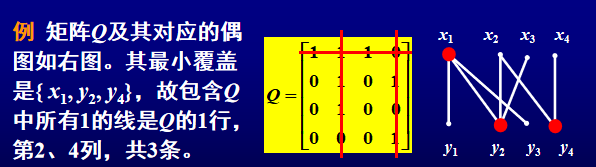 例 矩阵Q及其对应的偶
图如右图。其最小覆盖
是{ x₁, y₂, y₄}，故包含Q
中所有1的线是Q的1行，
第2、4列，共3条。
Q =
1 1 1 0
0 1 0 1
0 1 0 0
0 0 0 1
x₁ x₂ x₃ x₄
y₁ y₂ y₃ y₄